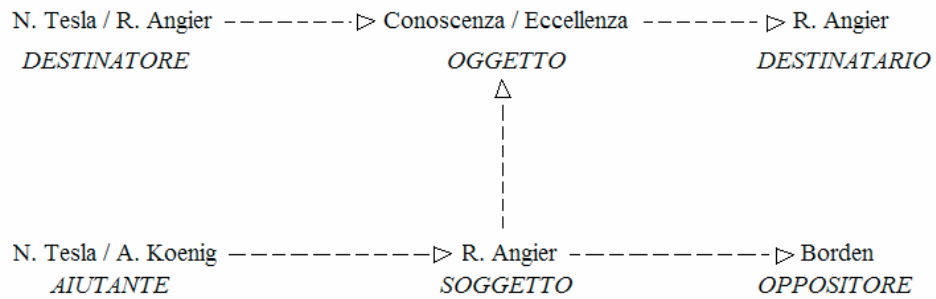 N. Tesla / R. Angier Conoscenza / Eccellenza R. Angier
DESTINATORE OGGETTO DESTINATARIO
N. Tesla / A. Koenig R. Angier Borden
AIUTANTE SOGGETTO OPPOSITORE